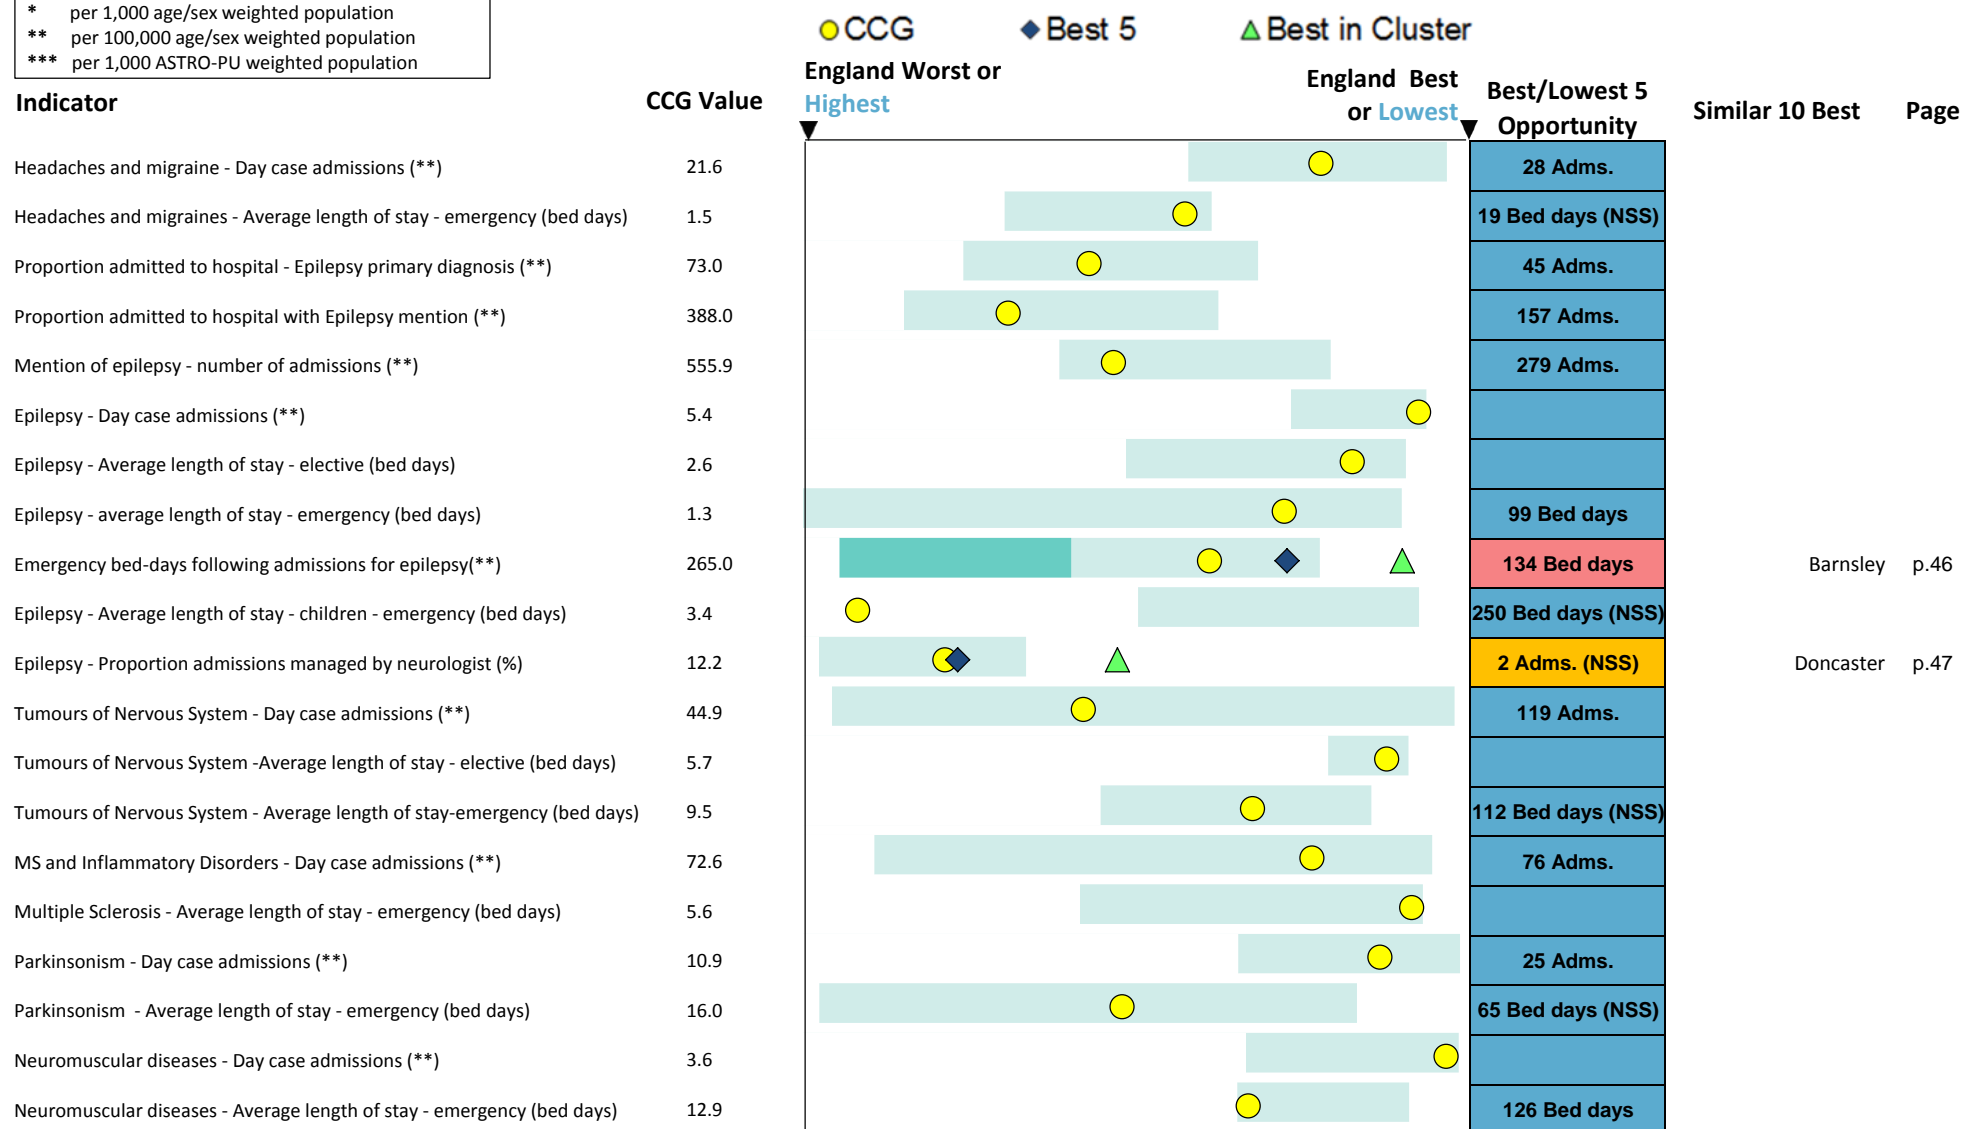 * per 1,000 age/sex weighted population
** per 100,000 age/sex weighted population
*** per 1,000 ASTRO-PU weighted population
CCG Best 5 Best in Cluster
Indicator CCG Value England Worst or Highest England Best or Lowest Best/Lowest 5 Opportunity Similar 10 Best Page
Headaches and migraine - Day case admissions (**) 21.6 28 Adms.
Headaches and migraines - Average length of stay - emergency (bed days) 1.5 19 Bed days (NSS)
Proportion admitted to hospital - Epilepsy primary diagnosis (**) 73.0 45 Adms.
Proportion admitted to hospital with Epilepsy mention (**) 388.0 157 Adms.
Mention of epilepsy - number of admissions (**) 555.9 279 Adms.
Epilepsy - Day case admissions (**) 5.4
Epilepsy - Average length of stay - elective (bed days) 2.6
Epilepsy - average length of stay - emergency (bed days) 1.3 99 Bed days
Emergency bed-days following admissions for epilepsy(**) 265.0 134 Bed days Barnsley p.46
Epilepsy - Average length of stay - children - emergency (bed days) 3.4 250 Bed days (NSS)
Epilepsy - Proportion admissions managed by neurologist (%) 12.2 2 Adms. (NSS) Doncaster p.47
Tumours of Nervous System - Day case admissions (**) 44.9 119 Adms.
Tumours of Nervous System -Average length of stay - elective (bed days) 5.7
Tumours of Nervous System - Average length of stay-emergency (bed days) 9.5 112 Bed days (NSS)
MS and Inflammatory Disorders - Day case admissions (**) 72.6 76 Adms.
Multiple Sclerosis - Average length of stay - emergency (bed days) 5.6
Parkinsonism - Day case admissions (**) 10.9 25 Adms.
Parkinsonism - Average length of stay - emergency (bed days) 16.0 65 Bed days (NSS)
Neuromuscular diseases - Day case admissions (**) 3.6
Neuromuscular diseases - Average length of stay - emergency (bed days) 12.9 126 Bed days